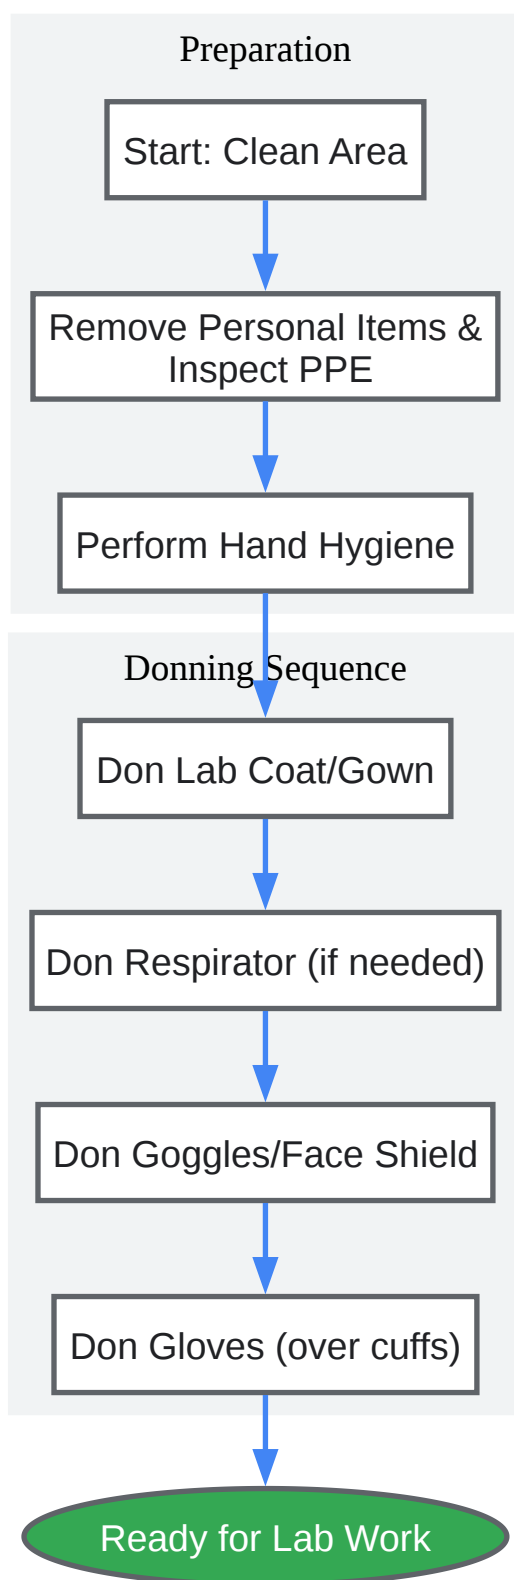 Preparation
Start: Clean Area
Remove Personal Items &
Inspect PPE
Perform Hand Hygiene
Donning Sequence
Don Lab Coat/Gown
Don Respirator (if needed)
Don Goggles/Face Shield
Don Gloves (over cuffs)
Ready for Lab Work